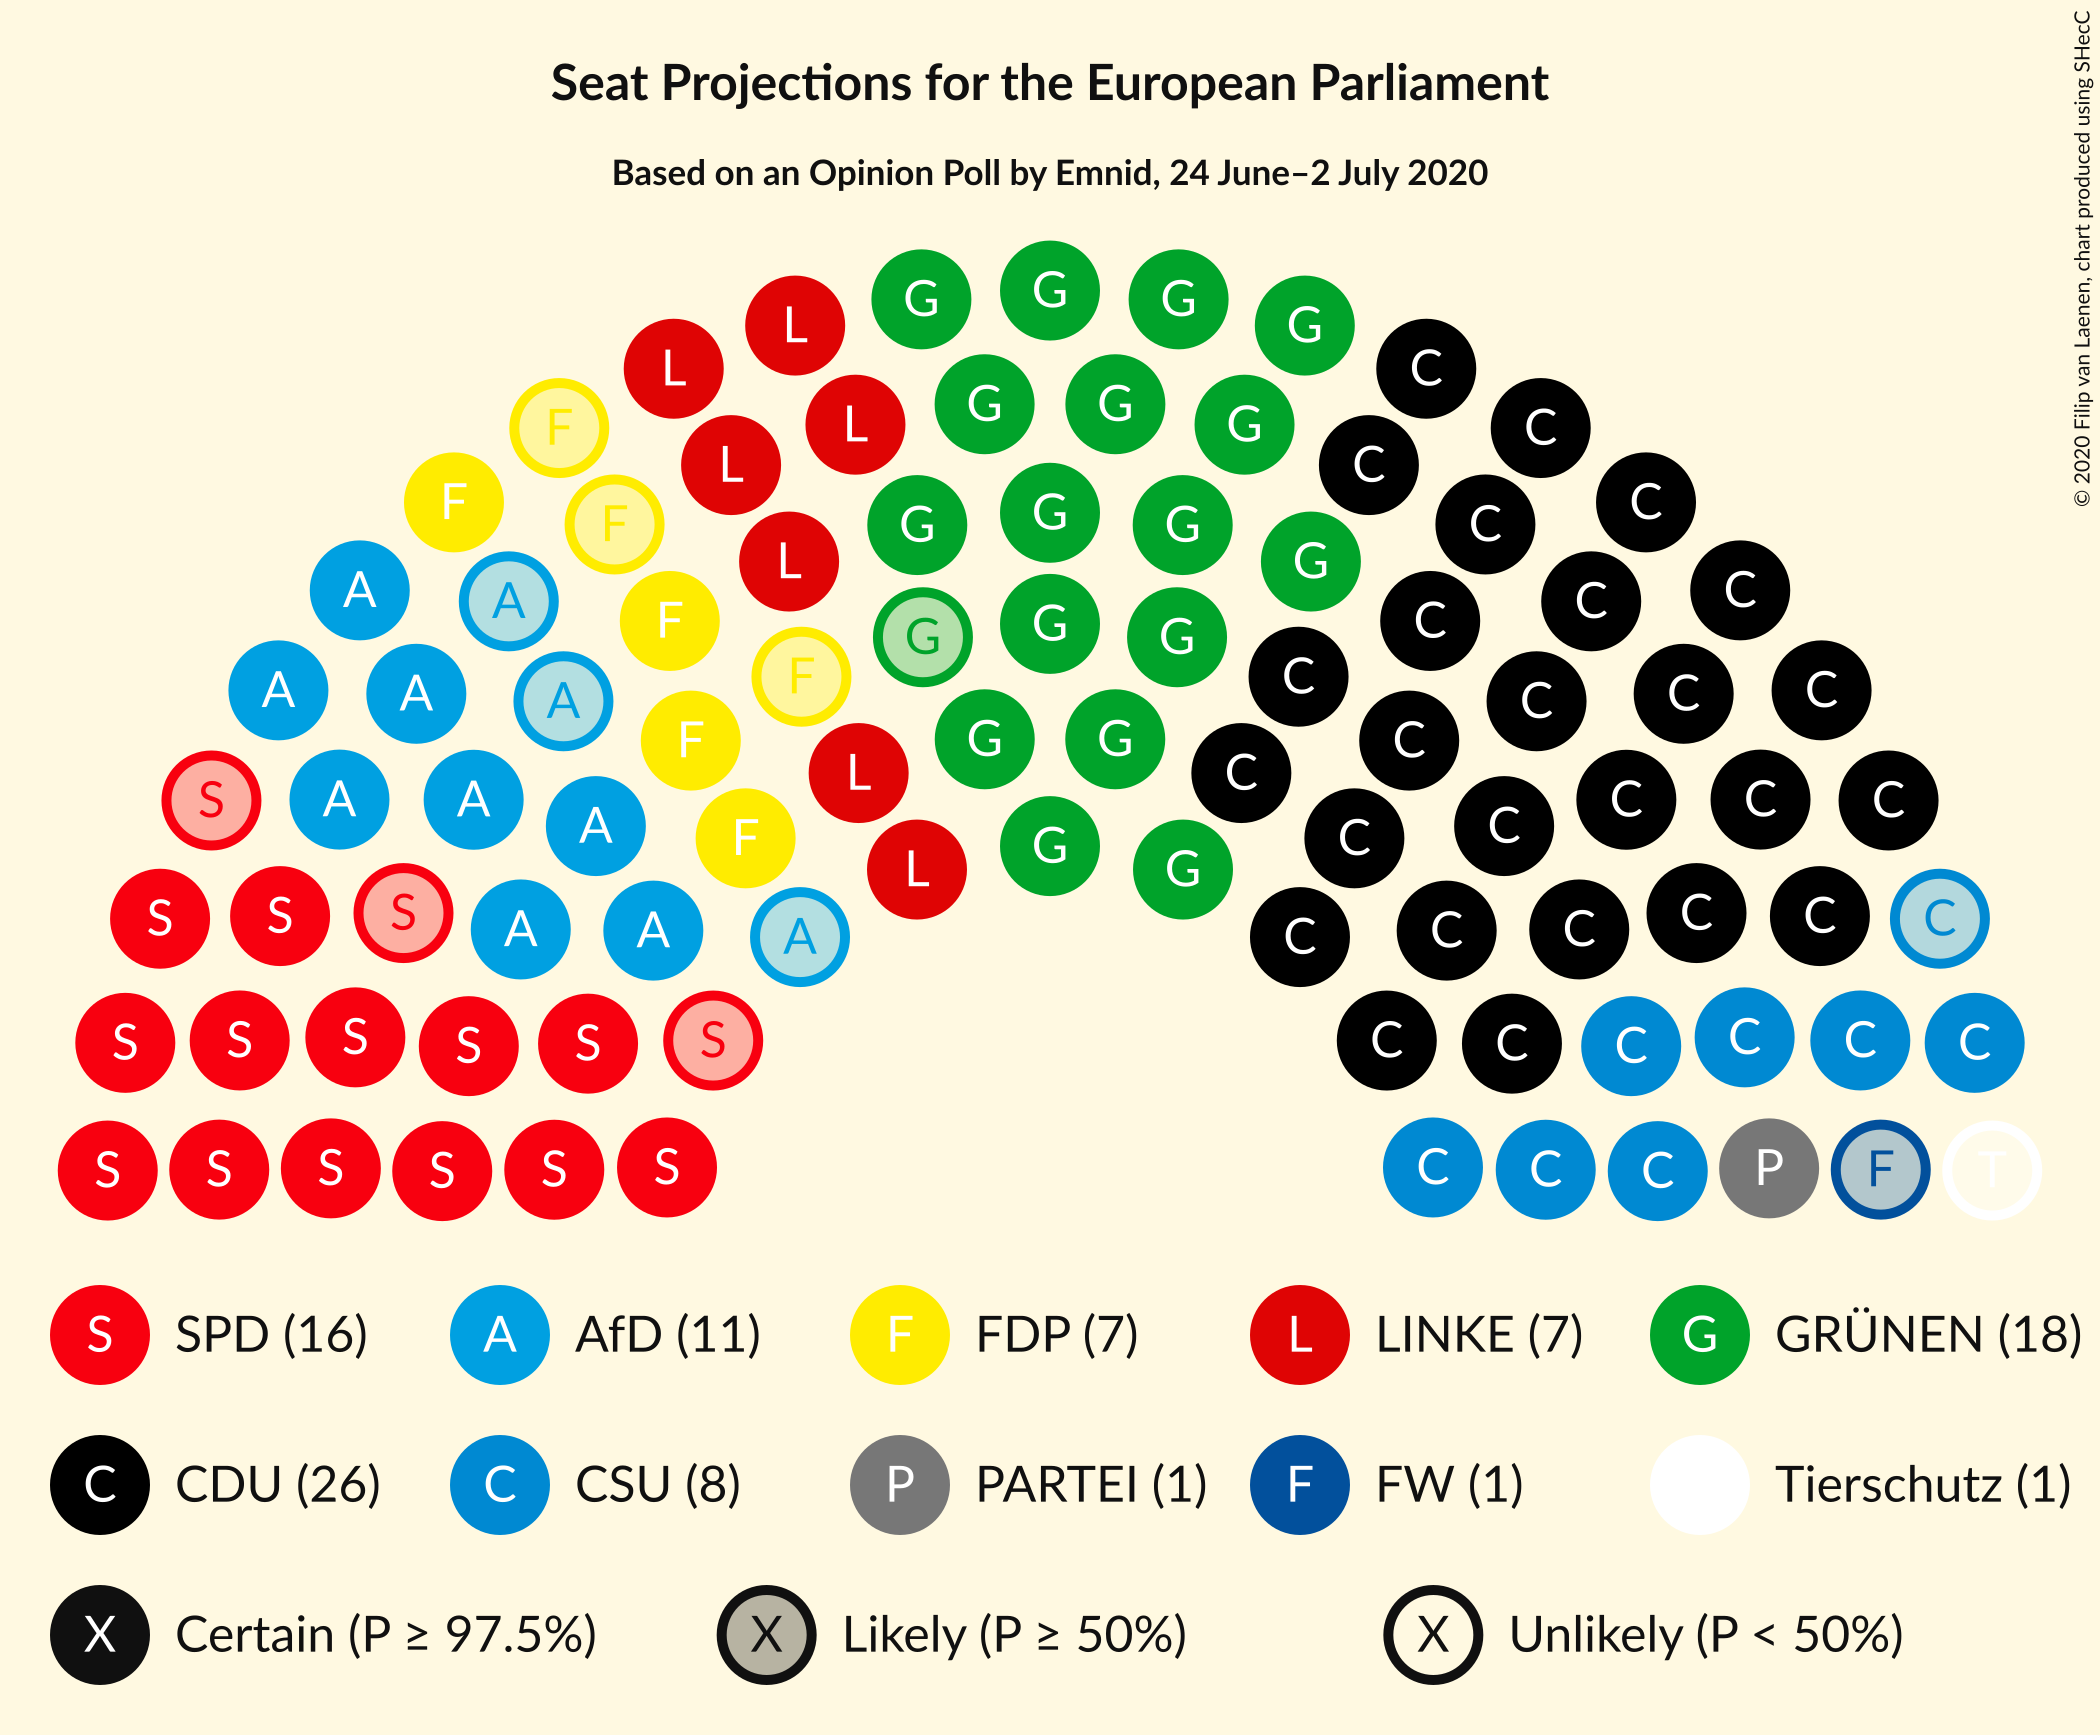 Seat Projections for the European Parliament
Based on an Opinion Poll by Emnid, 24 June–2 July 2020
© 2020 Filip van Laenen, chart produced using SHecC
G G G G
L L C C
G G G
F L L C C
F F C C
G G G
L G C
A A F C C
G G G
A A A F F C C C C
L G G C
S A A A F C C C C C
L G G
S S S A A A C C C C C C
S S S S S S C C C C C C
S S S S S S C C C P F T
S SPD (16) A AfD (11) F FDP (7) L LINKE (7) G GRÜNEN (18)
C CDU (26) C CSU (8) P PARTEI (1) F FW (1) Tierschutz (1)
X Certain (P ≥ 97.5%) X Likely (P ≥ 50%) X Unlikely (P < 50%)